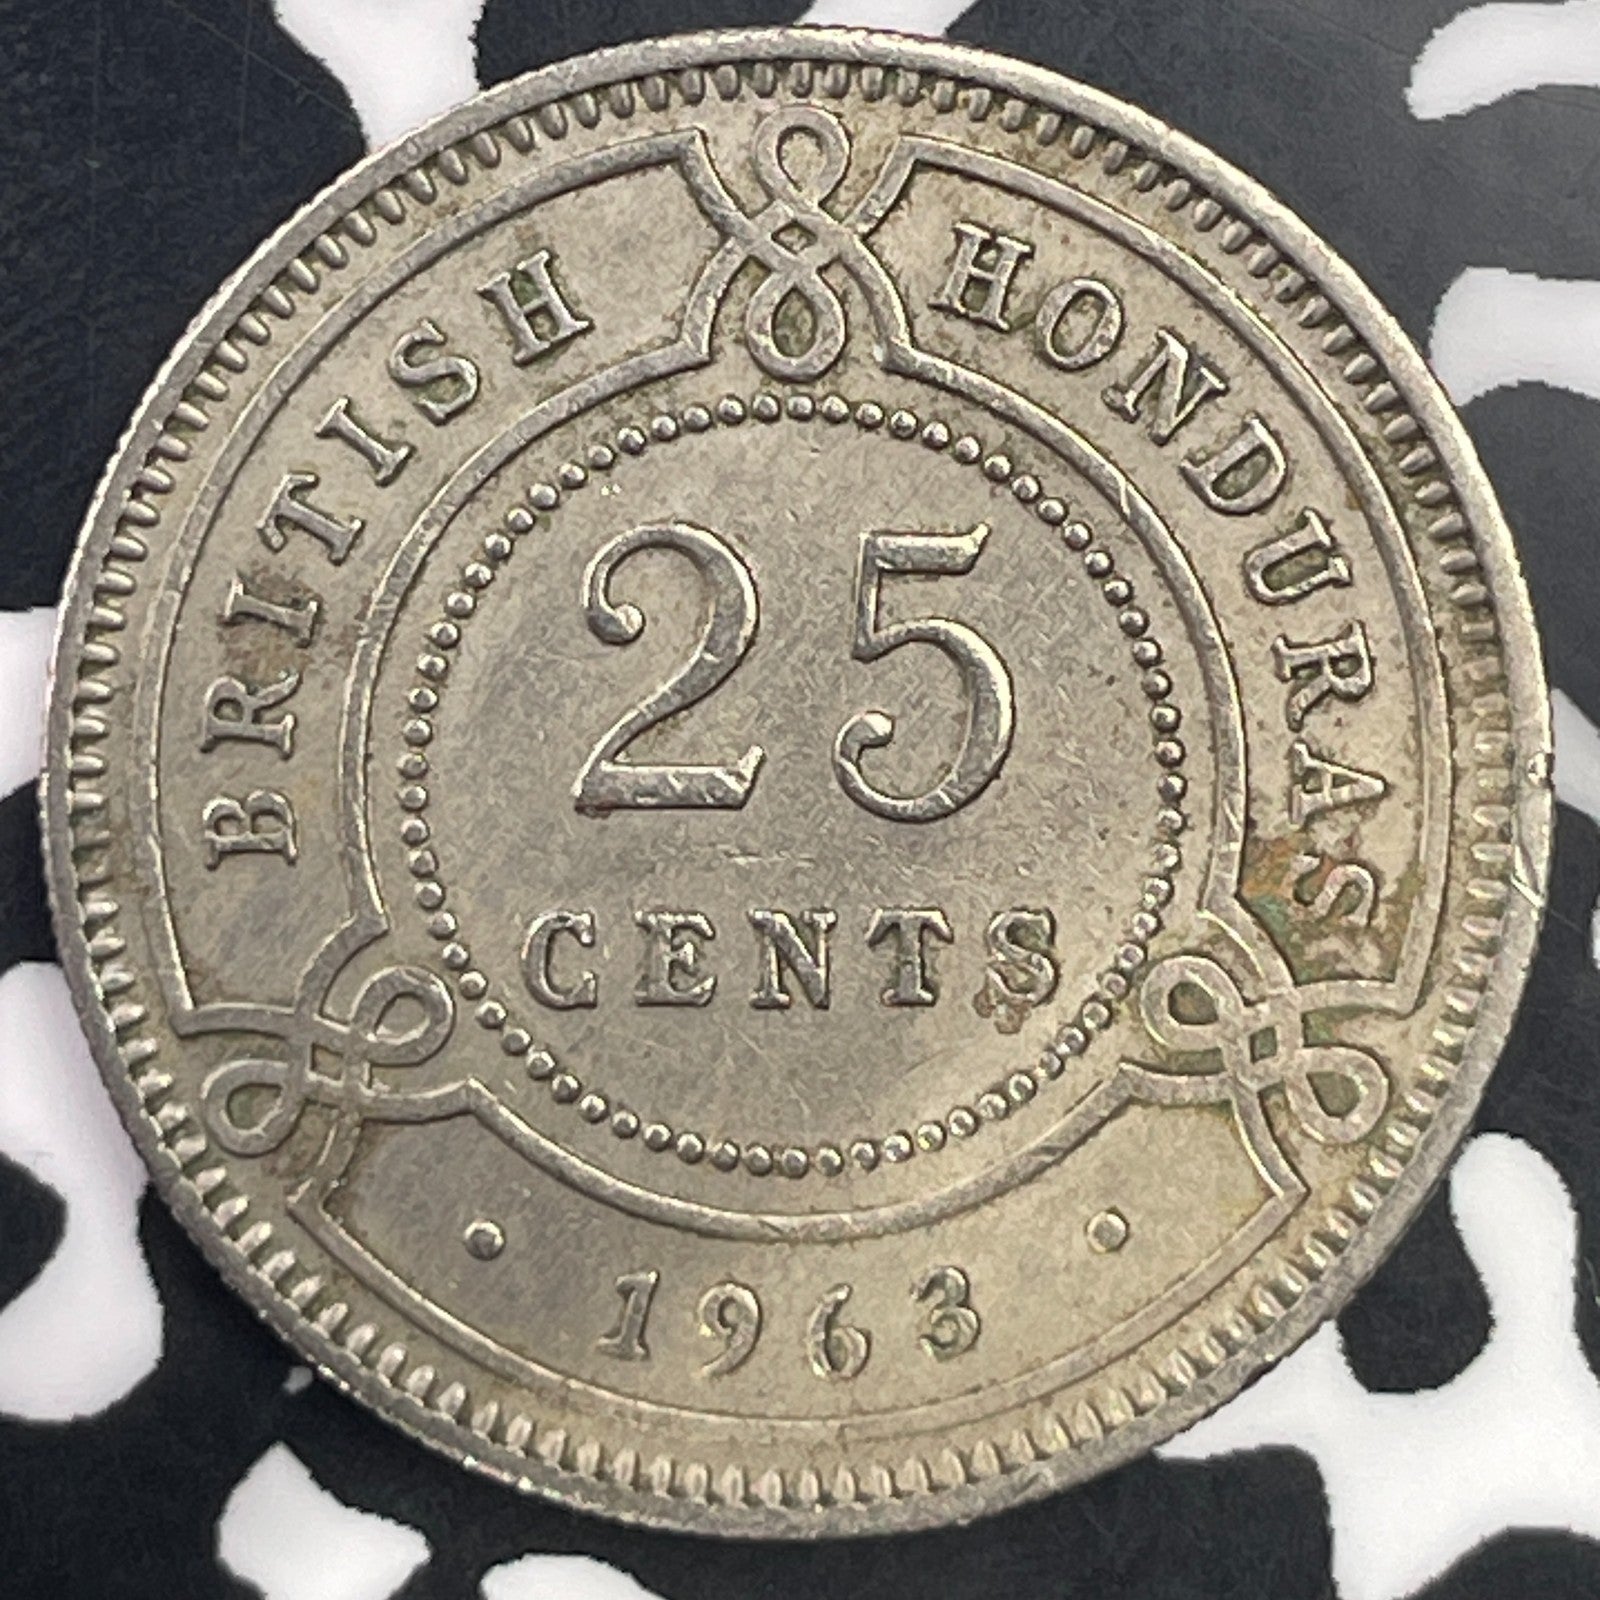 BRITISH HONDURAS
25
CENTS
• 1963 •